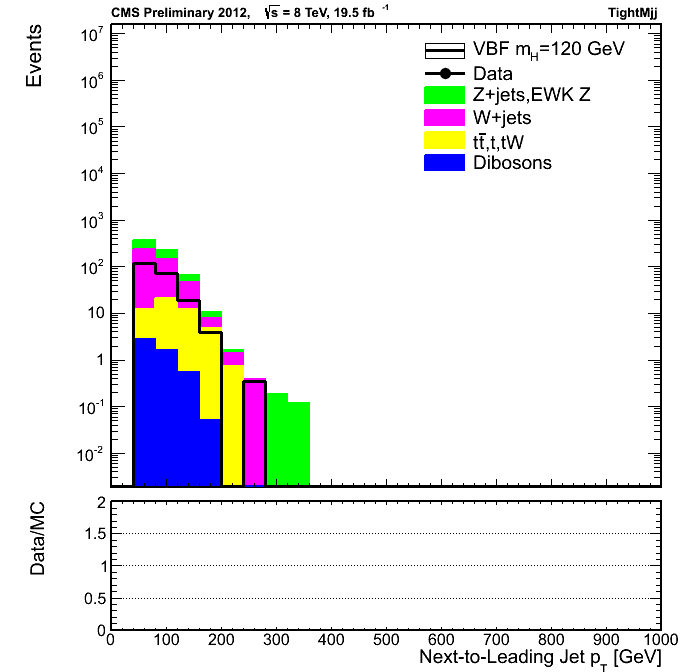 CMS Preliminary 2012, √s = 8 TeV, 19.5 fb⁻¹ TightMjj
Events
10⁷
10⁶
10⁵
10⁴
10³
10²
10
1
10⁻¹
10⁻²
VBF m_H=120 GeV
Data
Z+jets,EWK Z
W+jets
tt̄,t,tW
Dibosons
Data/MC
2
1.5
1
0.5
0
0 100 200 300 400 500 600 700 800 900 1000
Next-to-Leading Jet p_T [GeV]